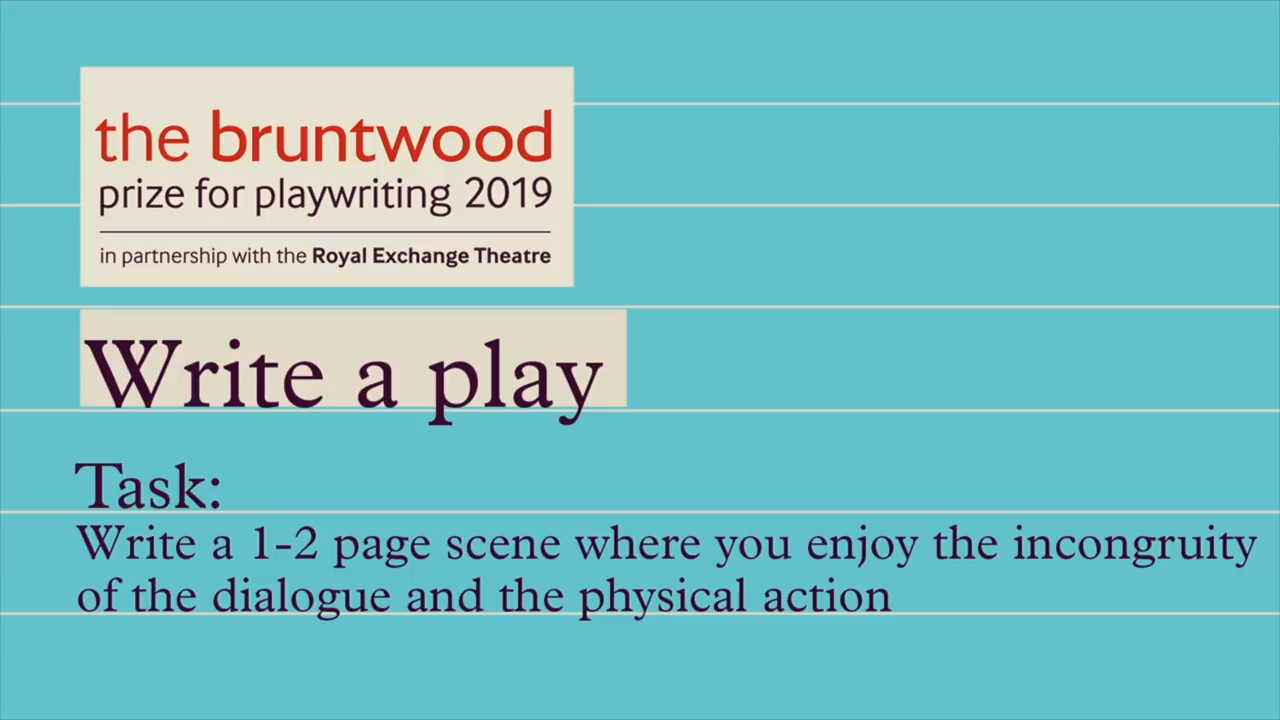 the bruntwood
prize for playwriting 2019
in partnership with the Royal Exchange Theatre
Write a play
Task:
Write a 1-2 page scene where you enjoy the incongruity
of the dialogue and the physical action